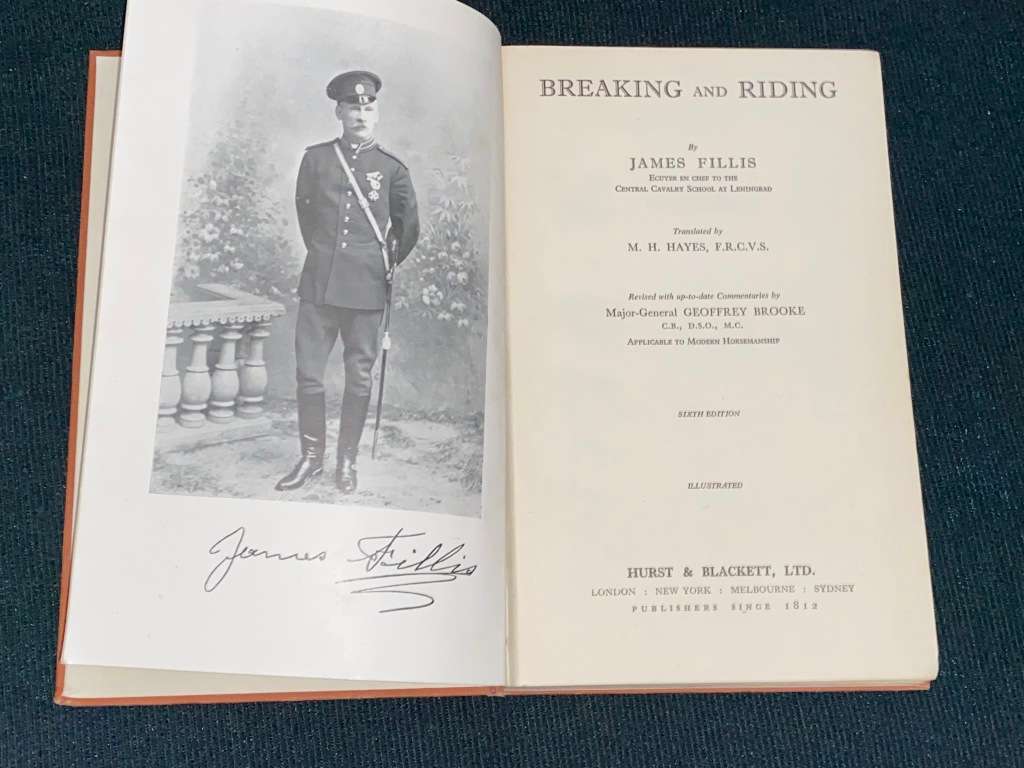 James Fillis
BREAKING AND RIDING
By
JAMES FILLIS
ECUYER EN CHEF TO THE
CENTRAL CAVALRY SCHOOL AT LENINGRAD
Translated by
M. H. HAYES, F.R.C.V.S.
Revised with up-to-date Commentaries by
Major-General GEOFFREY BROOKE
C.B., D.S.O., M.C.
APPLICABLE TO MODERN HORSEMANSHIP
SIXTH EDITION
ILLUSTRATED
HURST & BLACKETT, LTD.
LONDON : NEW YORK : MELBOURNE : SYDNEY
PUBLISHERS SINCE 1812